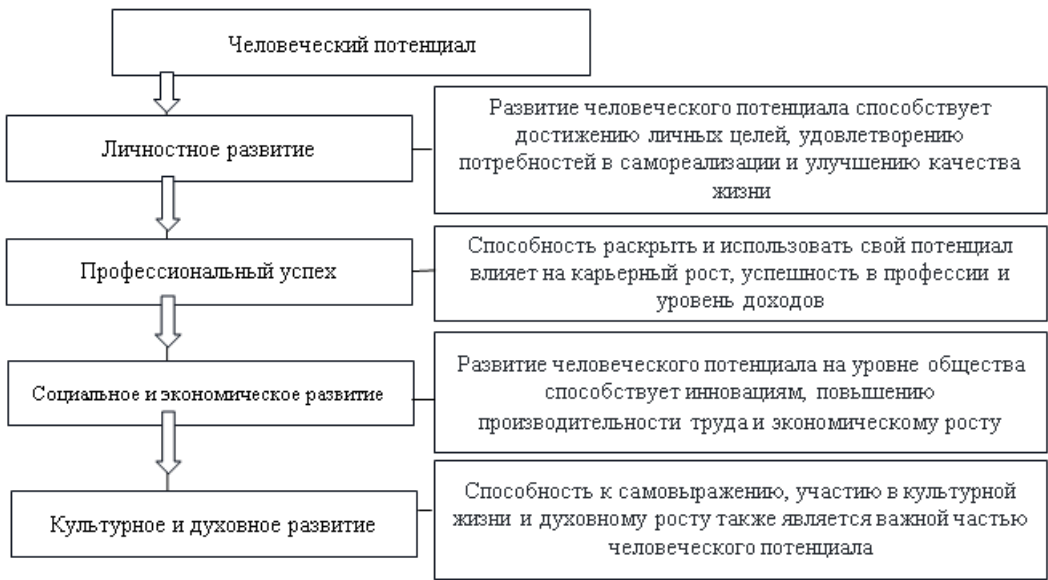 Человеческий потенциал
Личностное развитие
Развитие человеческого потенциала способствует
достижению личных целей, удовлетворению
потребностей в самореализации и улучшению качества
жизни
Профессиональный успех
Способность раскрыть и использовать свой потенциал
влияет на карьерный рост, успешность в профессии и
уровень доходов
Социальное и экономическое развитие
Развитие человеческого потенциала на уровне общества
способствует инновациям, повышению
производительности труда и экономическому росту
Культурное и духовное развитие
Способность к самовыражению, участию в культурной
жизни и духовному росту также является важной частью
человеческого потенциала